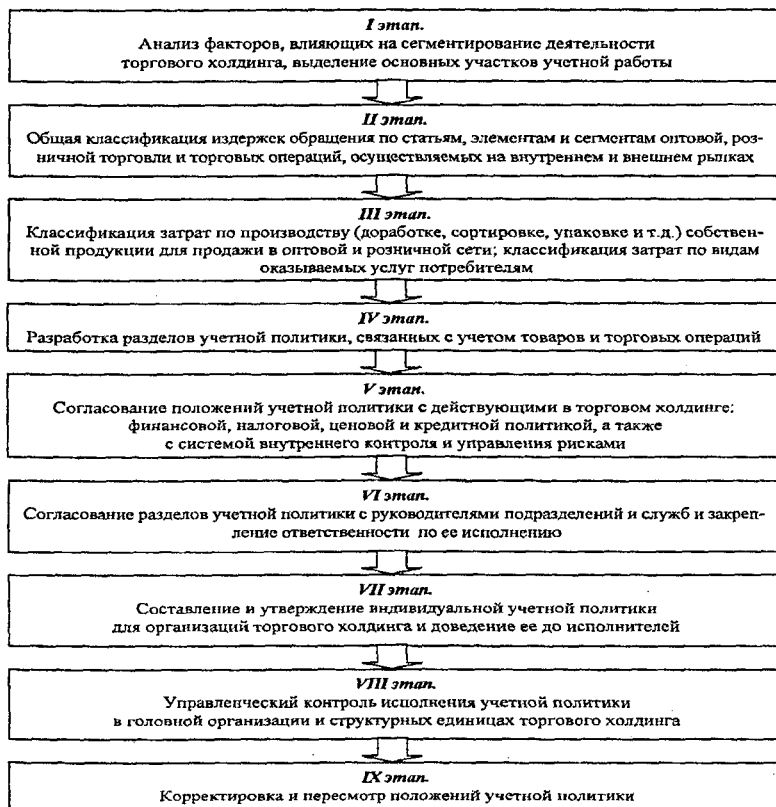 I этап.
Анализ факторов, влияющих на сегментирование деятельности
торгового холдинга, выделение основных участков учетной работы
II этап.
Общая классификация издержек обращения по статьям, элементам и сегментам оптовой, роз-
ничной торговли и торговых операций, осуществляемых на внутреннем и внешнем рынках
III этап.
Классификация затрат по производству (доработке, сортировке, упаковке и т.д.) собствен-
ной продукции для продажи в оптовой и розничной сети; классификация затрат по видам
оказываемых услуг потребителям
IV этап.
Разработка разделов учетной политики, связанных с учетом товаров и торговых операций
V этап.
Согласование положений учетной политики с действующими в торговом холдинге:
финансовой, налоговой, ценовой и кредитной политикой, а также
с системой внутреннего контроля и управления рисками
VI этап.
Согласование разделов учетной политики с руководителями подразделений и служб и закреп-
ление ответственности по ее исполнению
VII этап.
Составление и утверждение индивидуальной учетной политики
для организаций торгового холдинга и доведение ее до исполнителей
VIII этап.
Управленческий контроль исполнения учетной политики
в головной организации и структурных единицах торгового холдинга
IX этап.
Корректировка и пересмотр положений учетной политики